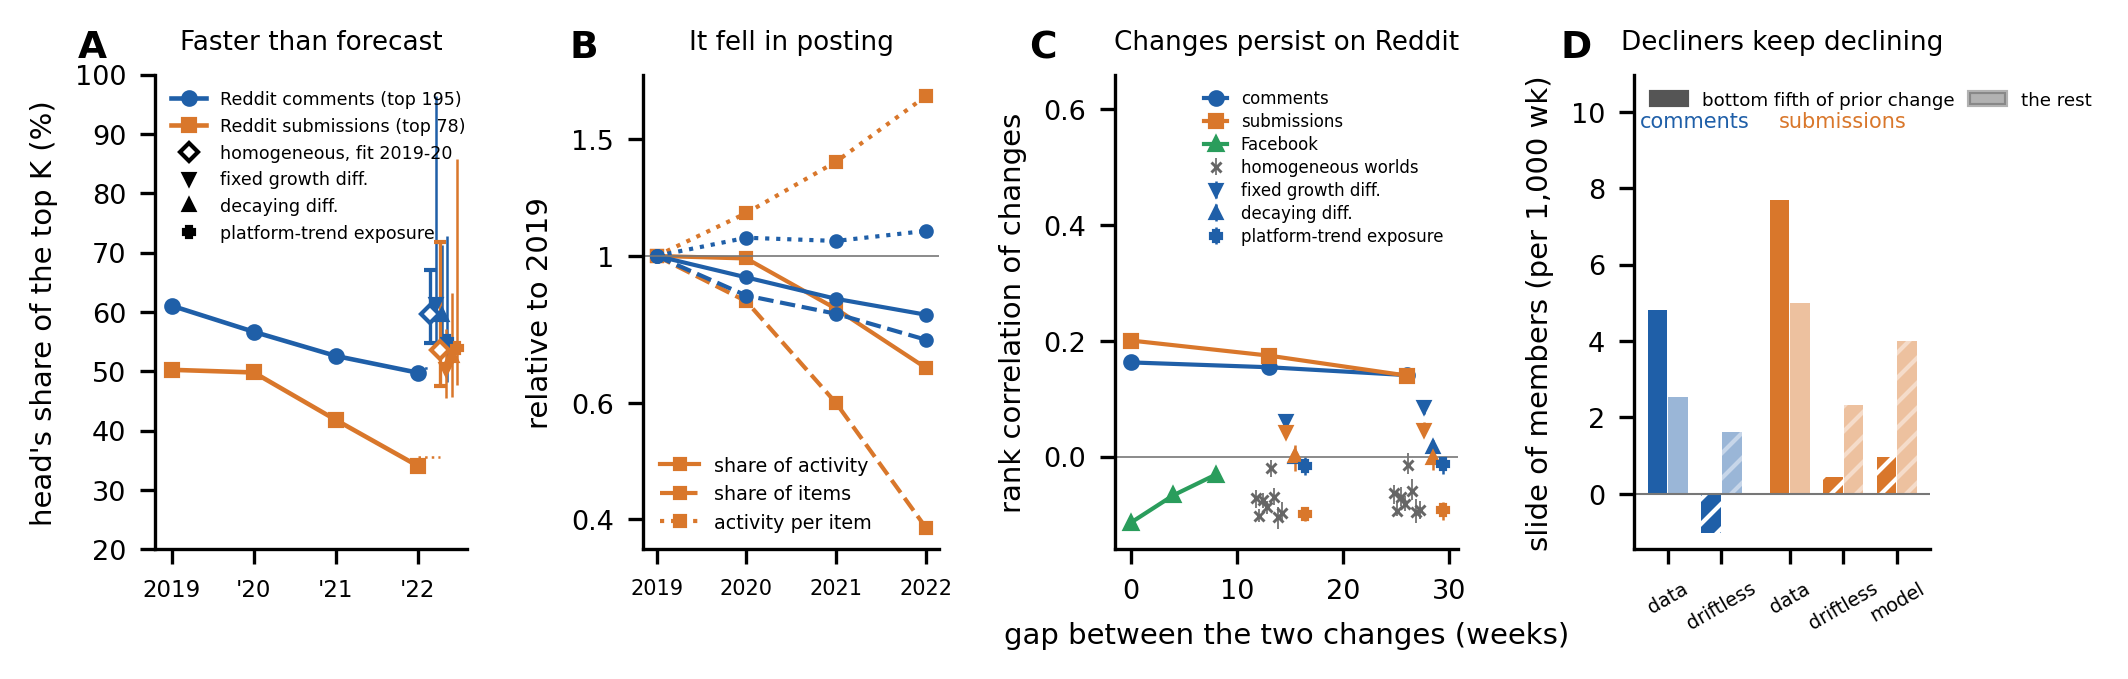 A
Faster than forecast
head's share of the top K (%)
100
90
80
70
60
50
40
30
20
Reddit comments (top 195)
Reddit submissions (top 78)
homogeneous, fit 2019-20
fixed growth diff.
decaying diff.
platform-trend exposure
2019
'20
'21
'22
B
It fell in posting
relative to 2019
1.5
1
0.6
0.4
share of activity
share of items
activity per item
2019
2020
2021
2022
C
Changes persist on Reddit
rank correlation of changes
0.6
0.4
0.2
0.0
comments
submissions
Facebook
homogeneous worlds
fixed growth diff.
decaying diff.
platform-trend exposure
0
10
20
30
gap between the two changes (weeks)
D
Decliners keep declining
slide of members (per 1,000 wk)
10
8
6
4
2
0
bottom fifth of prior change
the rest
comments
submissions
data
driftless
data
driftless
model